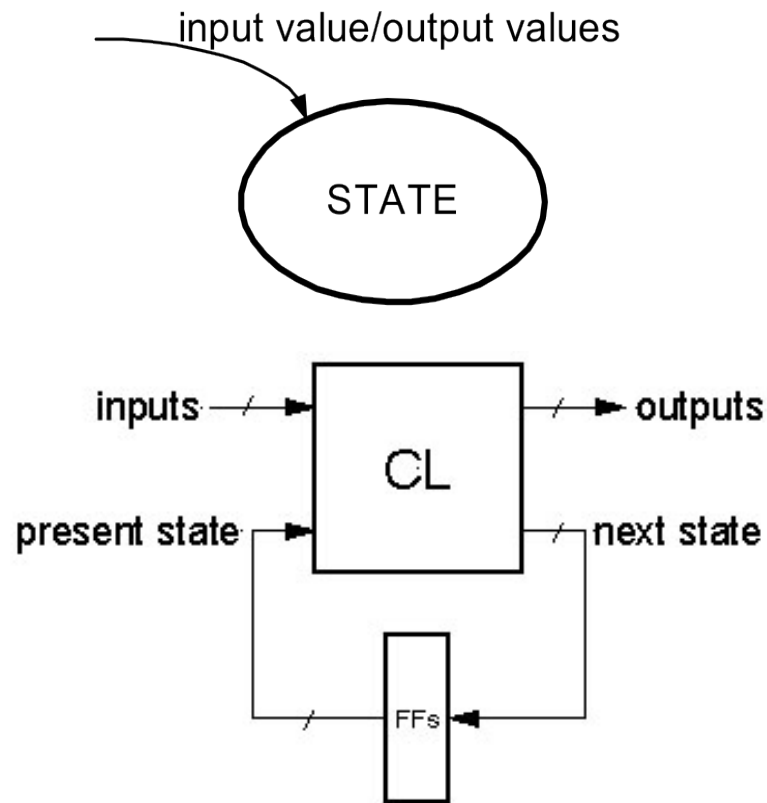 input value/output values
STATE
inputs
outputs
CL
present state
next state
FFs